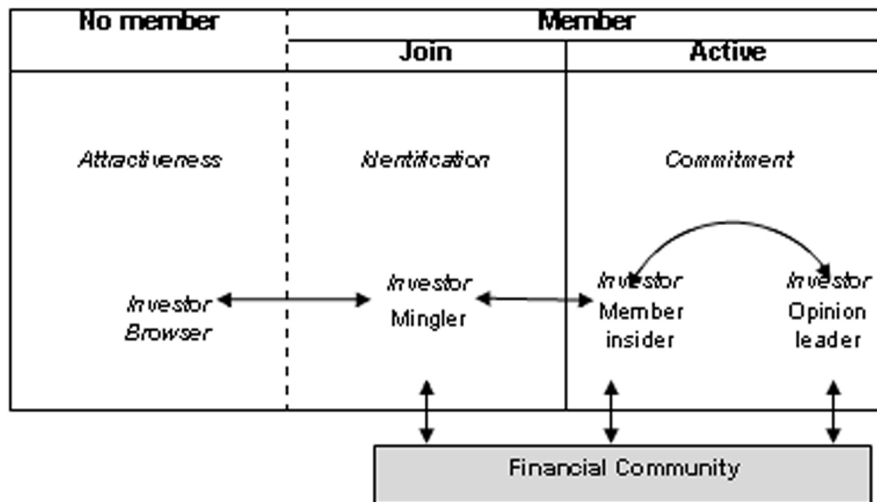 No member
Member
Join
Active
Attractiveness
Identification
Commitment
Investor
Browser
Investor
Mingler
Investor
Member
insider
Investor
Opinion
leader
Financial Community